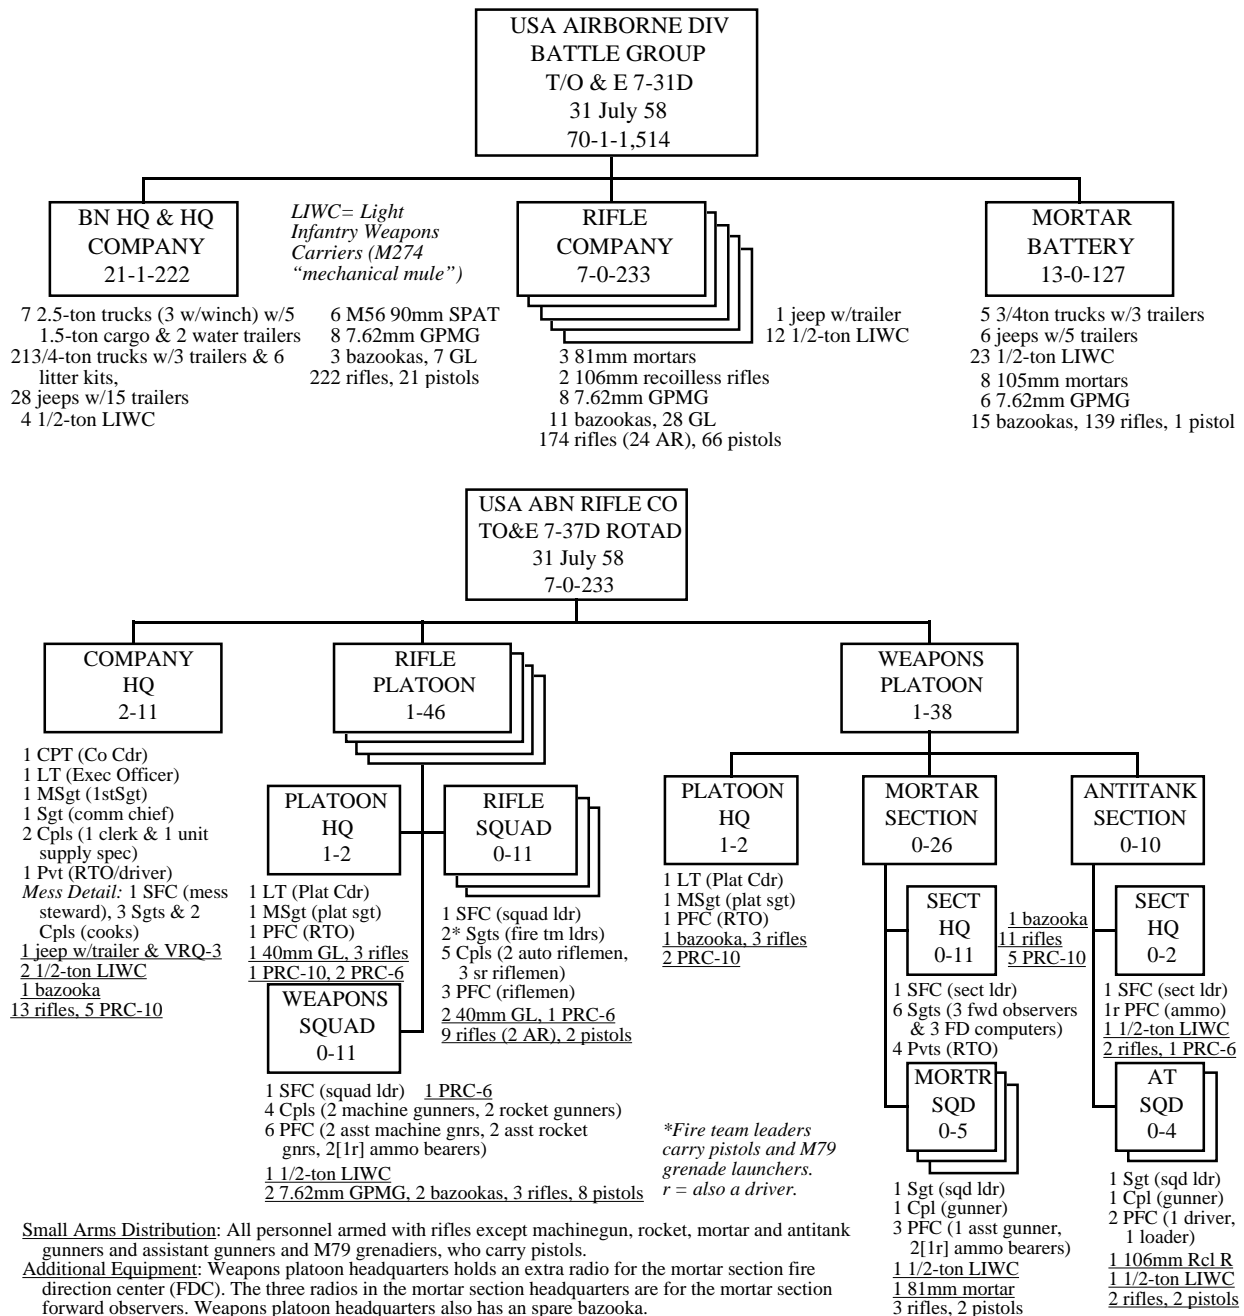 USA AIRBORNE DIV
BATTLE GROUP
T/O & E 7-31D
31 July 58
70-1-1,514
BN HQ & HQ
COMPANY
21-1-222
7 2.5-ton trucks (3 w/winch) w/5
1.5-ton cargo & 2 water trailers
213/4-ton trucks w/3 trailers & 6
litter kits,
28 jeeps w/15 trailers
4 1/2-ton LIWC
LIWC= Light
Infantry Weapons
Carriers (M274
“mechanical mule”)
6 M56 90mm SPAT
8 7.62mm GPMG
3 bazookas, 7 GL
222 rifles, 21 pistols
RIFLE
COMPANY
7-0-233
3 81mm mortars
2 106mm recoilless rifles
8 7.62mm GPMG
11 bazookas, 28 GL
174 rifles (24 AR), 66 pistols
1 jeep w/trailer
12 1/2-ton LIWC
MORTAR
BATTERY
13-0-127
5 3/4ton trucks w/3 trailers
6 jeeps w/5 trailers
23 1/2-ton LIWC
8 105mm mortars
6 7.62mm GPMG
15 bazookas, 139 rifles, 1 pistol
USA ABN RIFLE CO
TO&E 7-37D ROTAD
31 July 58
7-0-233
COMPANY
HQ
2-11
1 CPT (Co Cdr)
1 LT (Exec Officer)
1 MSgt (1stSgt)
1 Sgt (comm chief)
2 Cpls (1 clerk & 1 unit
supply spec)
1 Pvt (RTO/driver)
Mess Detail: 1 SFC (mess
steward), 3 Sgts & 2
Cpls (cooks)
1 jeep w/trailer & VRQ-3
2 1/2-ton LIWC
1 bazooka
13 rifles, 5 PRC-10
RIFLE
PLATOON
1-46
PLATOON
HQ
1-2
1 LT (Plat Cdr)
1 MSgt (plat sgt)
1 PFC (RTO)
1 40mm GL, 3 rifles
1 PRC-10, 2 PRC-6
RIFLE
SQUAD
0-11
1 SFC (squad ldr)
2* Sgts (fire tm ldrs)
5 Cpls (2 auto riflemen,
3 sr riflemen)
3 PFC (riflemen)
2 40mm GL, 1 PRC-6
9 rifles (2 AR), 2 pistols
WEAPONS
SQUAD
0-11
1 SFC (squad ldr) 1 PRC-6
4 Cpls (2 machine gunners, 2 rocket gunners)
6 PFC (2 asst machine gnrs, 2 asst rocket
gnrs, 2[1r] ammo bearers)
1 1/2-ton LIWC
2 7.62mm GPMG, 2 bazookas, 3 rifles, 8 pistols
WEAPONS
PLATOON
1-38
PLATOON
HQ
1-2
1 LT (Plat Cdr)
1 MSgt (plat sgt)
1 PFC (RTO)
1 bazooka, 3 rifles
2 PRC-10
MORTAR
SECTION
0-26
SECT
HQ
0-11
1 bazooka
11 rifles
5 PRC-10
1 SFC (sect ldr)
6 Sgts (3 fwd observers
& 3 FD computers)
4 Pvts (RTO)
MORTR
SQD
0-5
1 Sgt (sqd ldr)
1 Cpl (gunner)
3 PFC (1 asst gunner,
2[1r] ammo bearers)
1 1/2-ton LIWC
1 81mm mortar
3 rifles, 2 pistols
ANTITANK
SECTION
0-10
SECT
HQ
0-2
1 SFC (sect ldr)
1r PFC (ammo)
1 1/2-ton LIWC
2 rifles, 1 PRC-6
AT
SQD
0-4
1 Sgt (sqd ldr)
1 Cpl (gunner)
2 PFC (1 driver,
1 loader)
1 106mm Rcl R
1 1/2-ton LIWC
2 rifles, 2 pistols
*Fire team leaders
carry pistols and M79
grenade launchers.
r = also a driver.
Small Arms Distribution: All personnel armed with rifles except machinegun, rocket, mortar and antitank
gunners and assistant gunners and M79 grenadiers, who carry pistols.
Additional Equipment: Weapons platoon headquarters holds an extra radio for the mortar section fire
direction center (FDC). The three radios in the mortar section headquarters are for the mortar section
forward observers. Weapons platoon headquarters also has an spare bazooka.